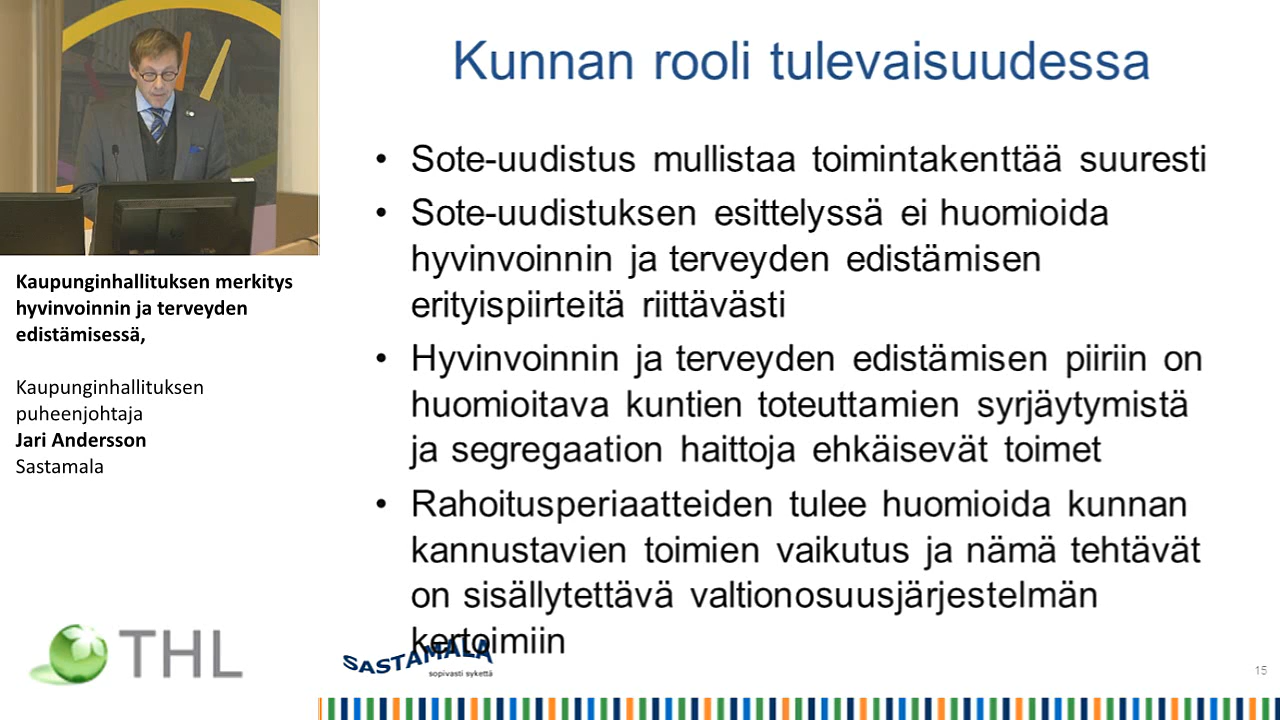 Kunnan rooli tulevaisuudessa
• Sote-uudistus mullistaa toimintakenttää suuresti
• Sote-uudistuksen esittelyssä ei huomioida
hyvinvoinnin ja terveyden edistämisen
erityispiirteitä riittävästi
• Hyvinvoinnin ja terveyden edistämisen piiriin on
huomioitava kuntien toteuttamien syrjäytymistä
ja segregaation haittoja ehkäisevät toimet
• Rahoitusperiaatteiden tulee huomioida kunnan
kannustavien toimien vaikutus ja nämä tehtävät
on sisällytettävä valtionosuusjärjestelmän
kertoimiin
Kaupunginhallituksen merkitys
hyvinvoinnin ja terveyden
edistämisessä,
Kaupunginhallituksen
puheenjohtaja
Jari Andersson
Sastamala
THL
SASTAMALA
sopivasti sykettä
15